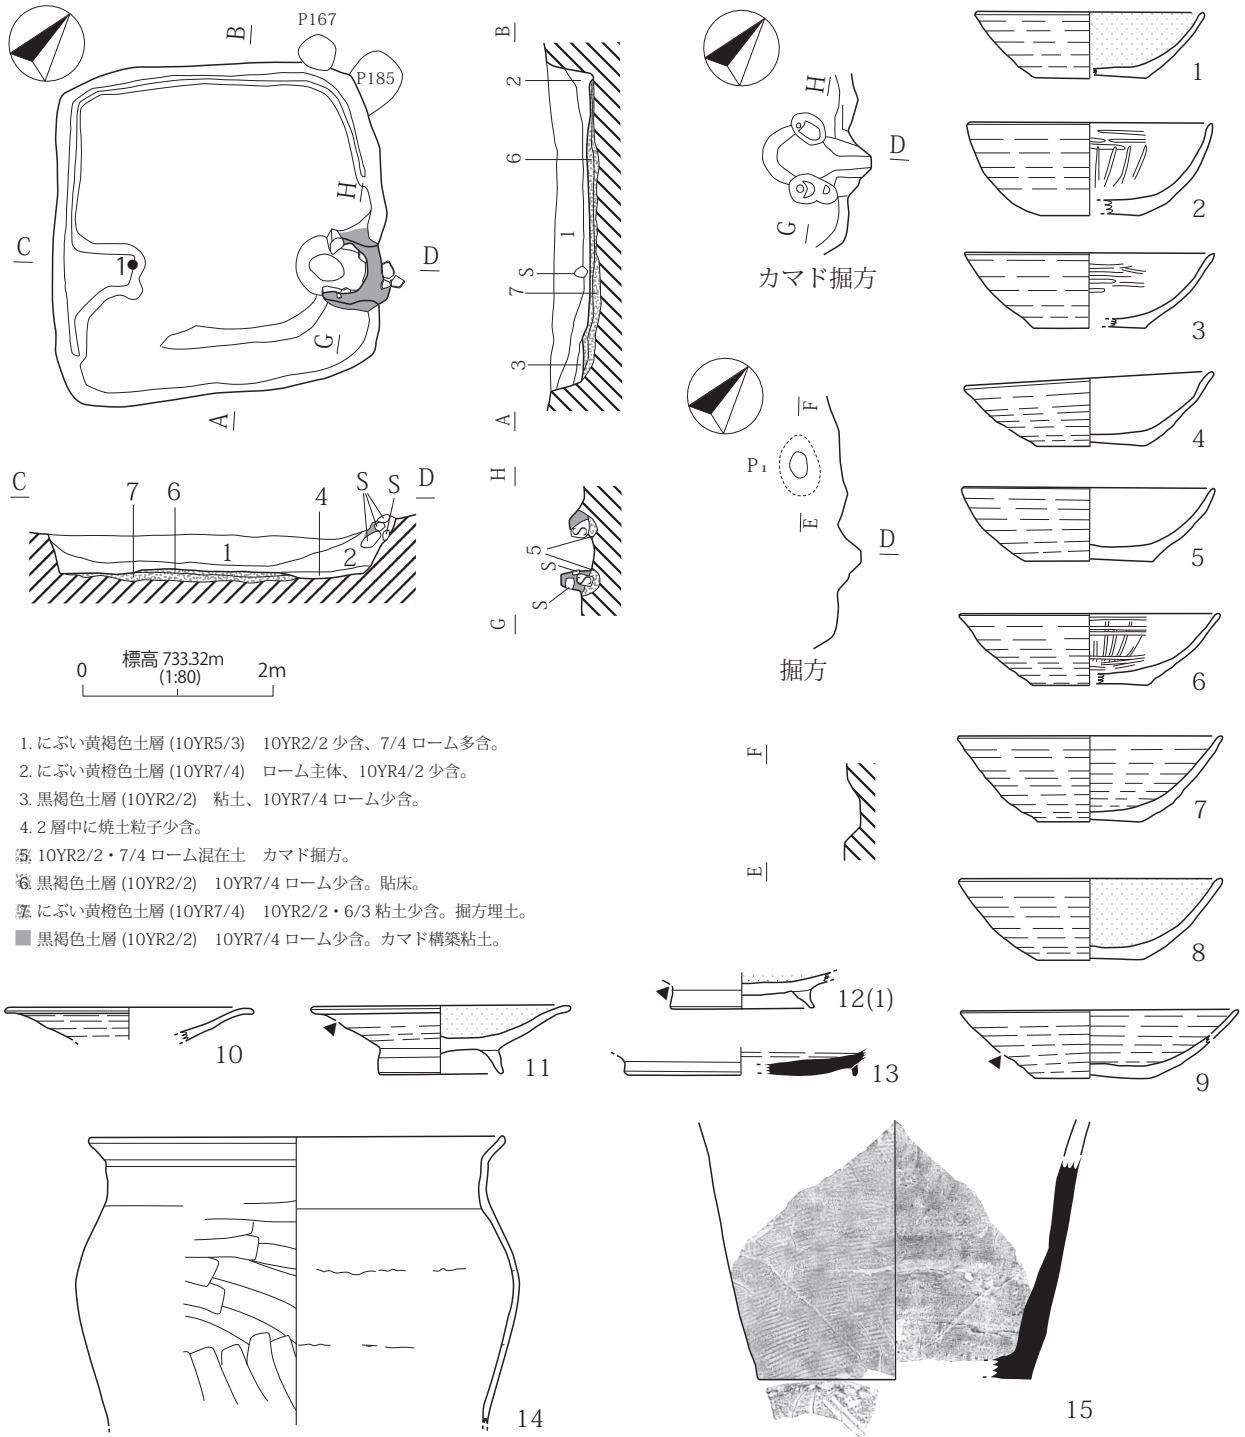 P167
P185
B
H
C
1
D
G
A
B
2
6
1
S
7
3
A
H
D
G
カマド掘方
F
P₁
E
D
掘方
C
7
6
4
S
S
D
1
2
H
S
5
S
S
G
標高 733.32m
(1:80)
0
2m
1. にぶい黄褐色土層 (10YR5/3)　10YR2/2 少含、7/4 ローム多含。
2. にぶい黄橙色土層 (10YR7/4)　ローム主体、10YR4/2 少含。
3. 黒褐色土層 (10YR2/2)　粘土、10YR7/4 ローム少含。
4. 2 層中に焼土粒子少含。
5. 10YR2/2・7/4 ローム混在土　カマド掘方。
6. 黒褐色土層 (10YR2/2)　10YR7/4 ローム少含。貼床。
7. にぶい黄橙色土層 (10YR7/4)　10YR2/2・6/3 粘土少含。掘方埋土。
黒褐色土層 (10YR2/2)　10YR7/4 ローム少含。カマド構築粘土。
F
E
1
2
3
4
5
6
7
8
9
10
11
12(1)
13
14
15